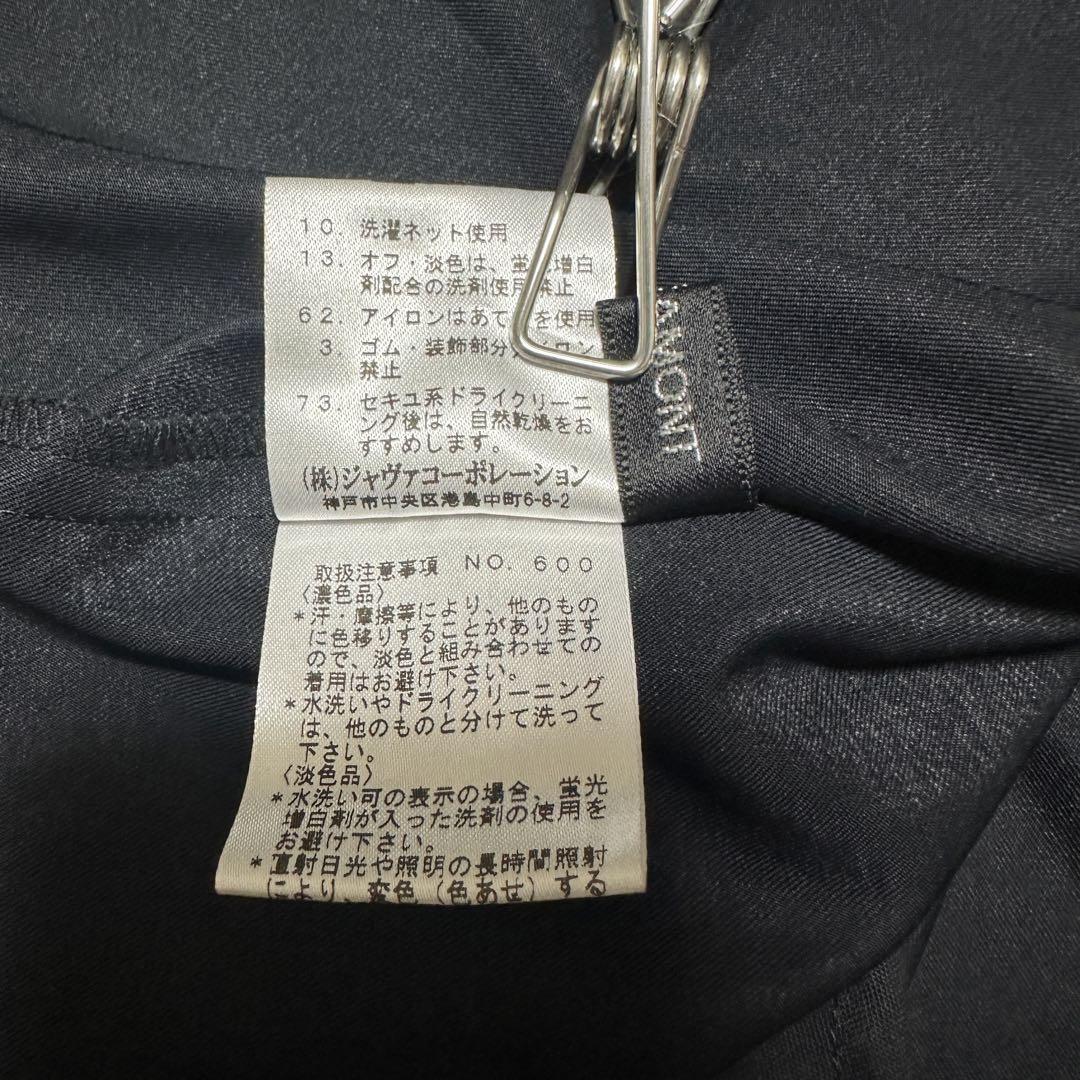 10. 洗濯ネット使用
13. オフ・淡色は、蛍 増白
剤配合の洗剤使用禁止
62. アイロンはあて を使用
3. ゴム・装飾部分 ロン
禁止
73. セキユ系ドライクリーニ
ング後は、自然乾燥をお
すすめします。
(株)ジャヴァコーポレーション
神戸市中央区港島中町6-8-2
AMONT
取扱注意事項 NO. 600
〈濃色品〉
*汗・摩擦等により、他のもの
に色移りすることがあります
ので、淡色と組み合わせての
着用はお避け下さい。
*水洗いやドライクリーニング
は、他のものと分けて洗って
下さい。
〈淡色品〉
*水洗い可の表示の場合、蛍光
増白剤が入った洗剤の使用を
お避け下さい。
*直射日光や照明の長時間照射
により、変色(色あせ)する